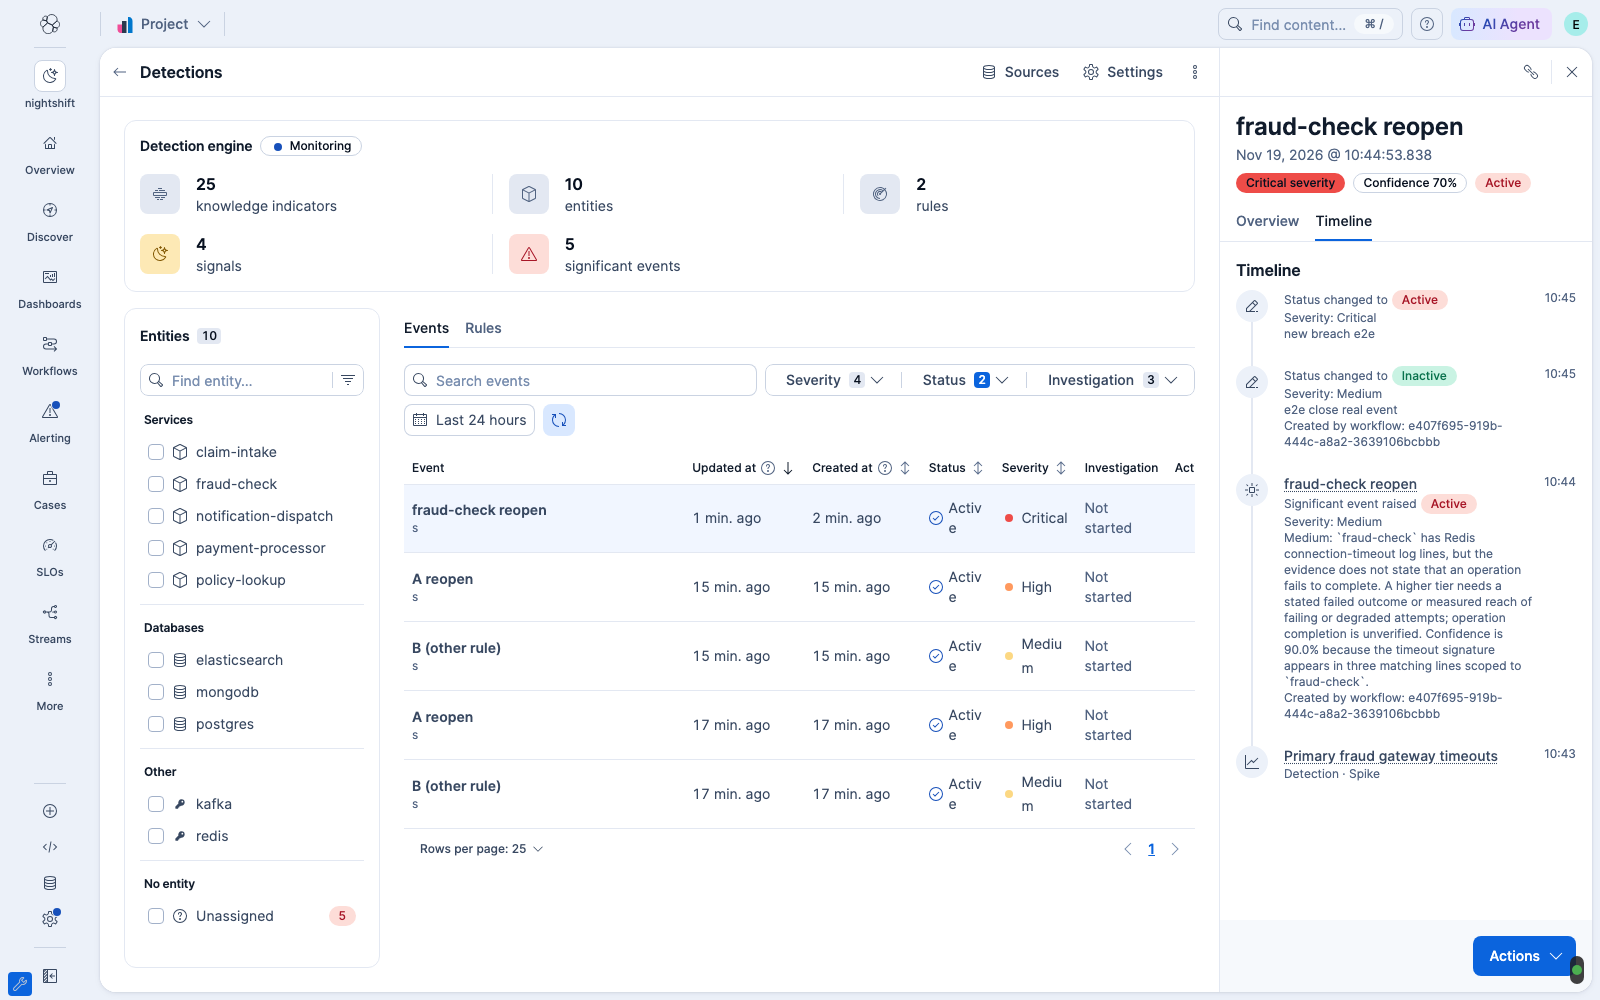 Project
Find content...
⌘ /
AI Agent
E
nightshift
Overview
Discover
Dashboards
Workflows
Alerting
Cases
SLOs
Streams
More
Detections
Sources
Settings
Detection engine
Monitoring
25
knowledge indicators
10
entities
2
rules
4
signals
5
significant events
Entities 10
Find entity...
Services
claim-intake
fraud-check
notification-dispatch
payment-processor
policy-lookup
Databases
elasticsearch
mongodb
postgres
Other
kafka
redis
No entity
Unassigned 5
Events Rules
Search events
Severity 4
Status 2
Investigation 3
Last 24 hours
Event Updated at Created at Status Severity Investigation Act
fraud-check reopen
s
1 min. ago
2 min. ago
Activ
e
Critical
Not
started
A reopen
s
15 min. ago
15 min. ago
Activ
e
High
Not
started
B (other rule)
s
15 min. ago
15 min. ago
Activ
e
Mediu
m
Not
started
A reopen
s
17 min. ago
17 min. ago
Activ
e
High
Not
started
B (other rule)
s
17 min. ago
17 min. ago
Activ
e
Mediu
m
Not
started
Rows per page: 25
1
fraud-check reopen
Nov 19, 2026 @ 10:44:53.838
Critical severity
Confidence 70%
Active
Overview Timeline
Timeline
Status changed to Active 10:45
Severity: Critical
new breach e2e
Status changed to Inactive 10:45
Severity: Medium
e2e close real event
Created by workflow: e407f695-919b-
444c-a8a2-3639106bcbbb
fraud-check reopen 10:44
Significant event raised Active
Severity: Medium
Medium: `fraud-check` has Redis
connection-timeout log lines, but the
evidence does not state that an operation
fails to complete. A higher tier needs a
stated failed outcome or measured reach of
failing or degraded attempts; operation
completion is unverified. Confidence is
90.0% because the timeout signature
appears in three matching lines scoped to
`fraud-check`.
Created by workflow: e407f695-919b-
444c-a8a2-3639106bcbbb
Primary fraud gateway timeouts 10:43
Detection · Spike
Actions